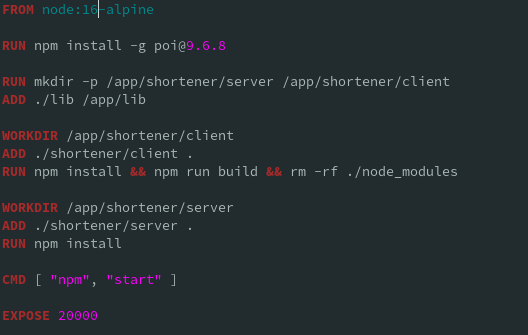 FROM node:16-alpine
RUN npm install -g poi@9.6.8
RUN mkdir -p /app/shortener/server /app/shortener/client
ADD ./lib /app/lib
WORKDIR /app/shortener/client
ADD ./shortener/client .
RUN npm install && npm run build && rm -rf ./node_modules
WORKDIR /app/shortener/server
ADD ./shortener/server .
RUN npm install
CMD [ "npm", "start" ]
EXPOSE 20000